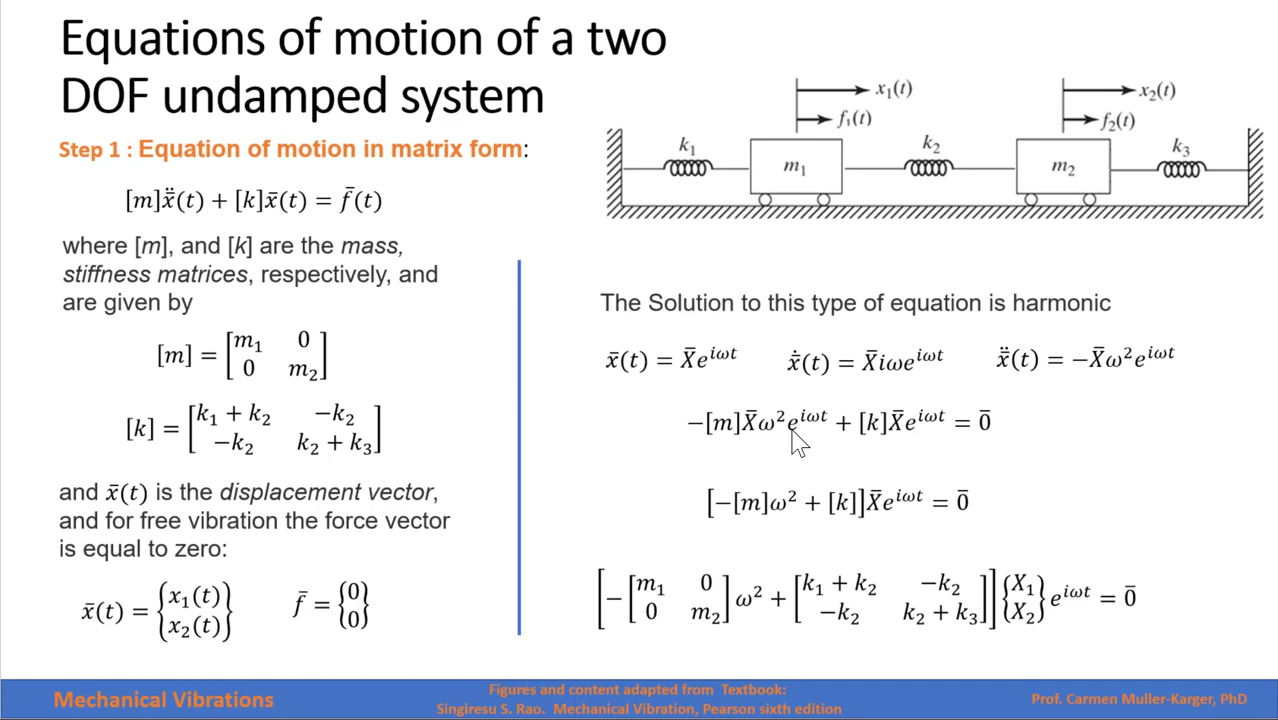 Equations of motion of a two
DOF undamped system
Step 1 : Equation of motion in matrix form:
[m]ẍ̄(t) + [k]x̄(t) = f̄(t)
where [m], and [k] are the mass,
stiffness matrices, respectively, and
are given by
[m] = [m₁ 0
0 m₂]
[k] = [k₁ + k₂ −k₂
−k₂ k₂ + k₃]
and x̄(t) is the displacement vector,
and for free vibration the force vector
is equal to zero:
x̄(t) = {x₁(t)
x₂(t)} f̄ = {0
0}
x₁(t) x₂(t)
f₁(t) f₂(t)
k₁ k₂ k₃
m₁ m₂
The Solution to this type of equation is harmonic
x̄(t) = X̄e^{iωt} ẋ̄(t) = X̄iωe^{iωt} ẍ̄(t) = −X̄ω²e^{iωt}
−[m]X̄ω²e^{iωt} + [k]X̄e^{iωt} = 0̄
[−[m]ω² + [k]]X̄e^{iωt} = 0̄
[−[m₁ 0
0 m₂]ω² + [k₁ + k₂ −k₂
−k₂ k₂ + k₃]]{X₁
X₂}e^{iωt} = 0̄
Mechanical Vibrations
Figures and content adapted from Textbook:
Singiresu S. Rao. Mechanical Vibration, Pearson sixth edition
Prof. Carmen Muller-Karger, PhD